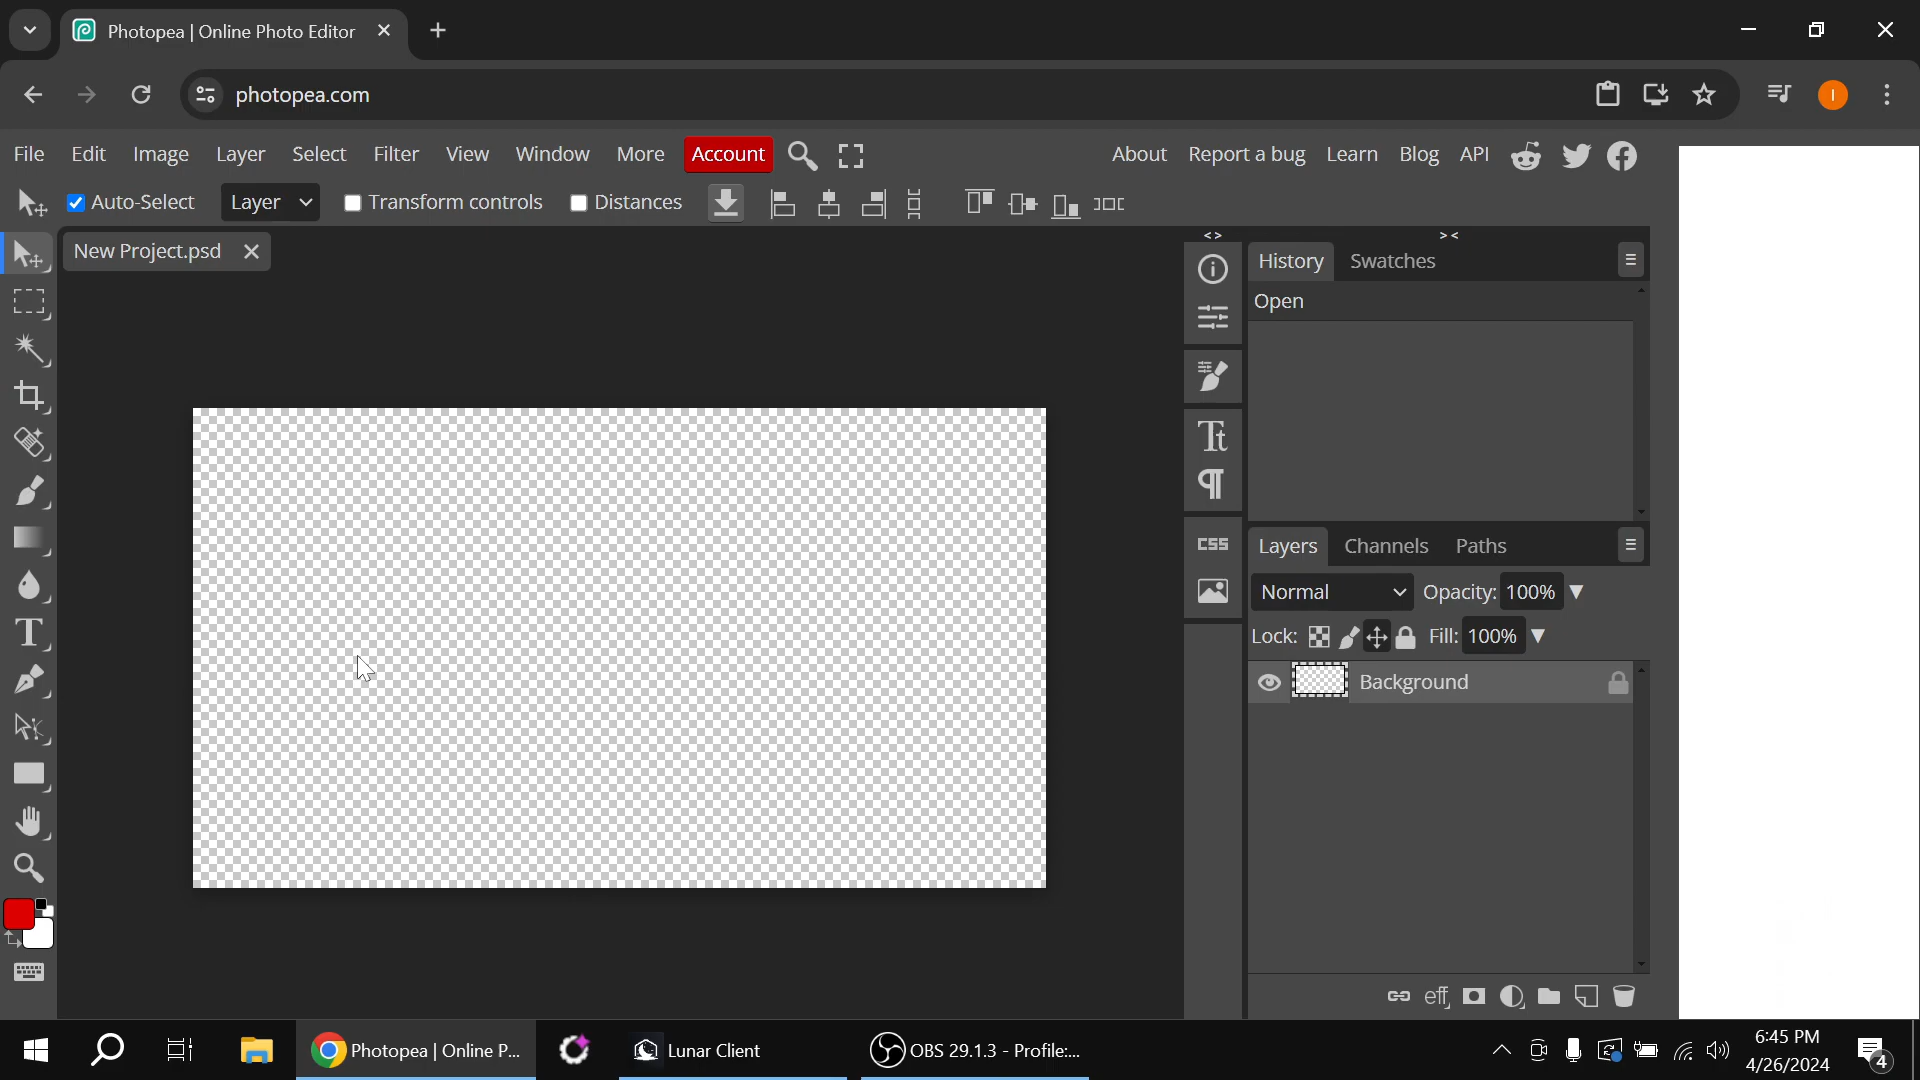 Photopea | Online Photo Editor
photopea.com
File Edit Image Layer Select Filter View Window More Account About Report a bug Learn Blog API
Auto-Select Layer Transform controls Distances
New Project.psd
History Swatches
Open
Tt
CSS
Layers Channels Paths
Normal Opacity: 100%
Lock: Fill: 100%
Background
T
eff
Photopea | Online P...
Lunar Client
OBS 29.1.3 - Profile:...
6:45 PM
4/26/2024
4
I